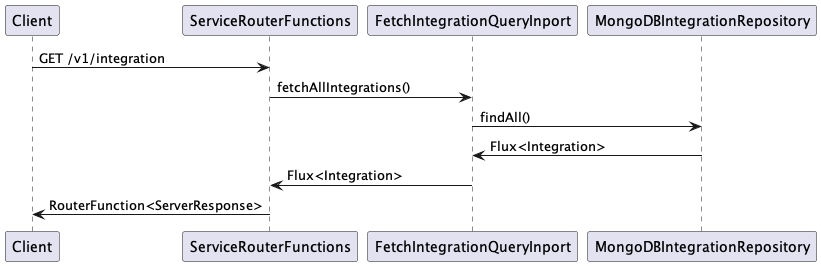 Client
ServiceRouterFunctions
FetchIntegrationQueryInport
MongoDBIntegrationRepository
GET /v1/integration
fetchAllIntegrations()
findAll()
Flux<Integration>
Flux<Integration>
RouterFunction<ServerResponse>
Client
ServiceRouterFunctions
FetchIntegrationQueryInport
MongoDBIntegrationRepository